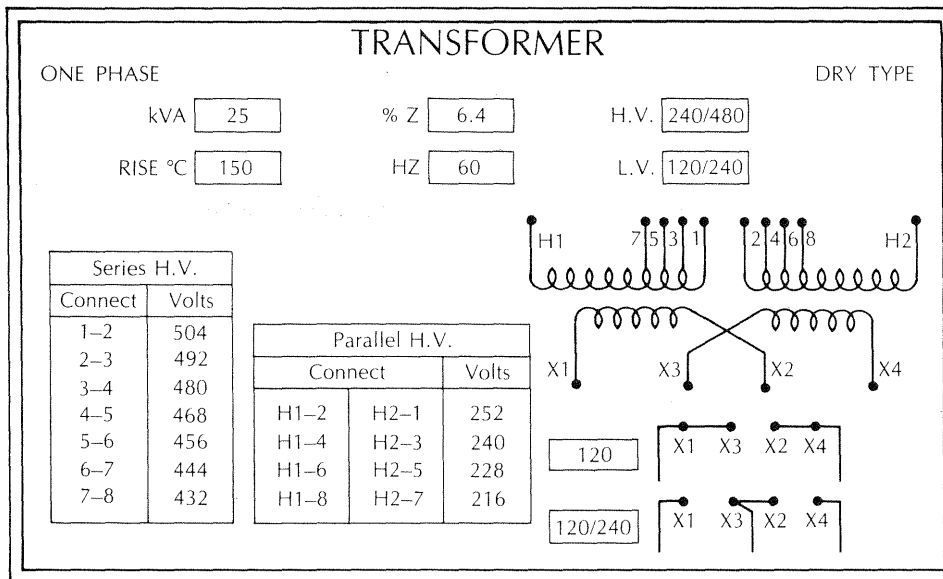 TRANSFORMER
ONE PHASE DRY TYPE
kVA 25 % Z 6.4 H.V. 240/480
RISE °C 150 HZ 60 L.V. 120/240
H1 7 5 3 1 2 4 6 8 H2
X1 X3 X2 X4
Series H.V.
Connect Volts
1–2 504
2–3 492
3–4 480
4–5 468
5–6 456
6–7 444
7–8 432
Parallel H.V.
Connect Volts
H1–2 H2–1 252
H1–4 H2–3 240
H1–6 H2–5 228
H1–8 H2–7 216
120 X1 X3 X2 X4
120/240 X1 X3 X2 X4